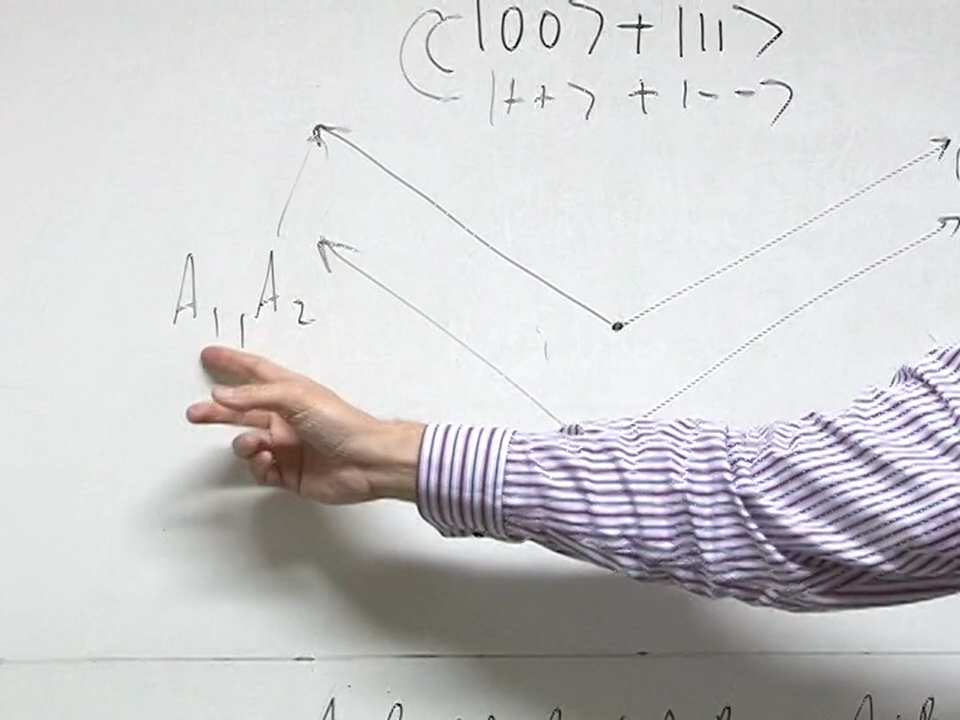 |00> + |11>
|++> + |-->
A₁, A₂